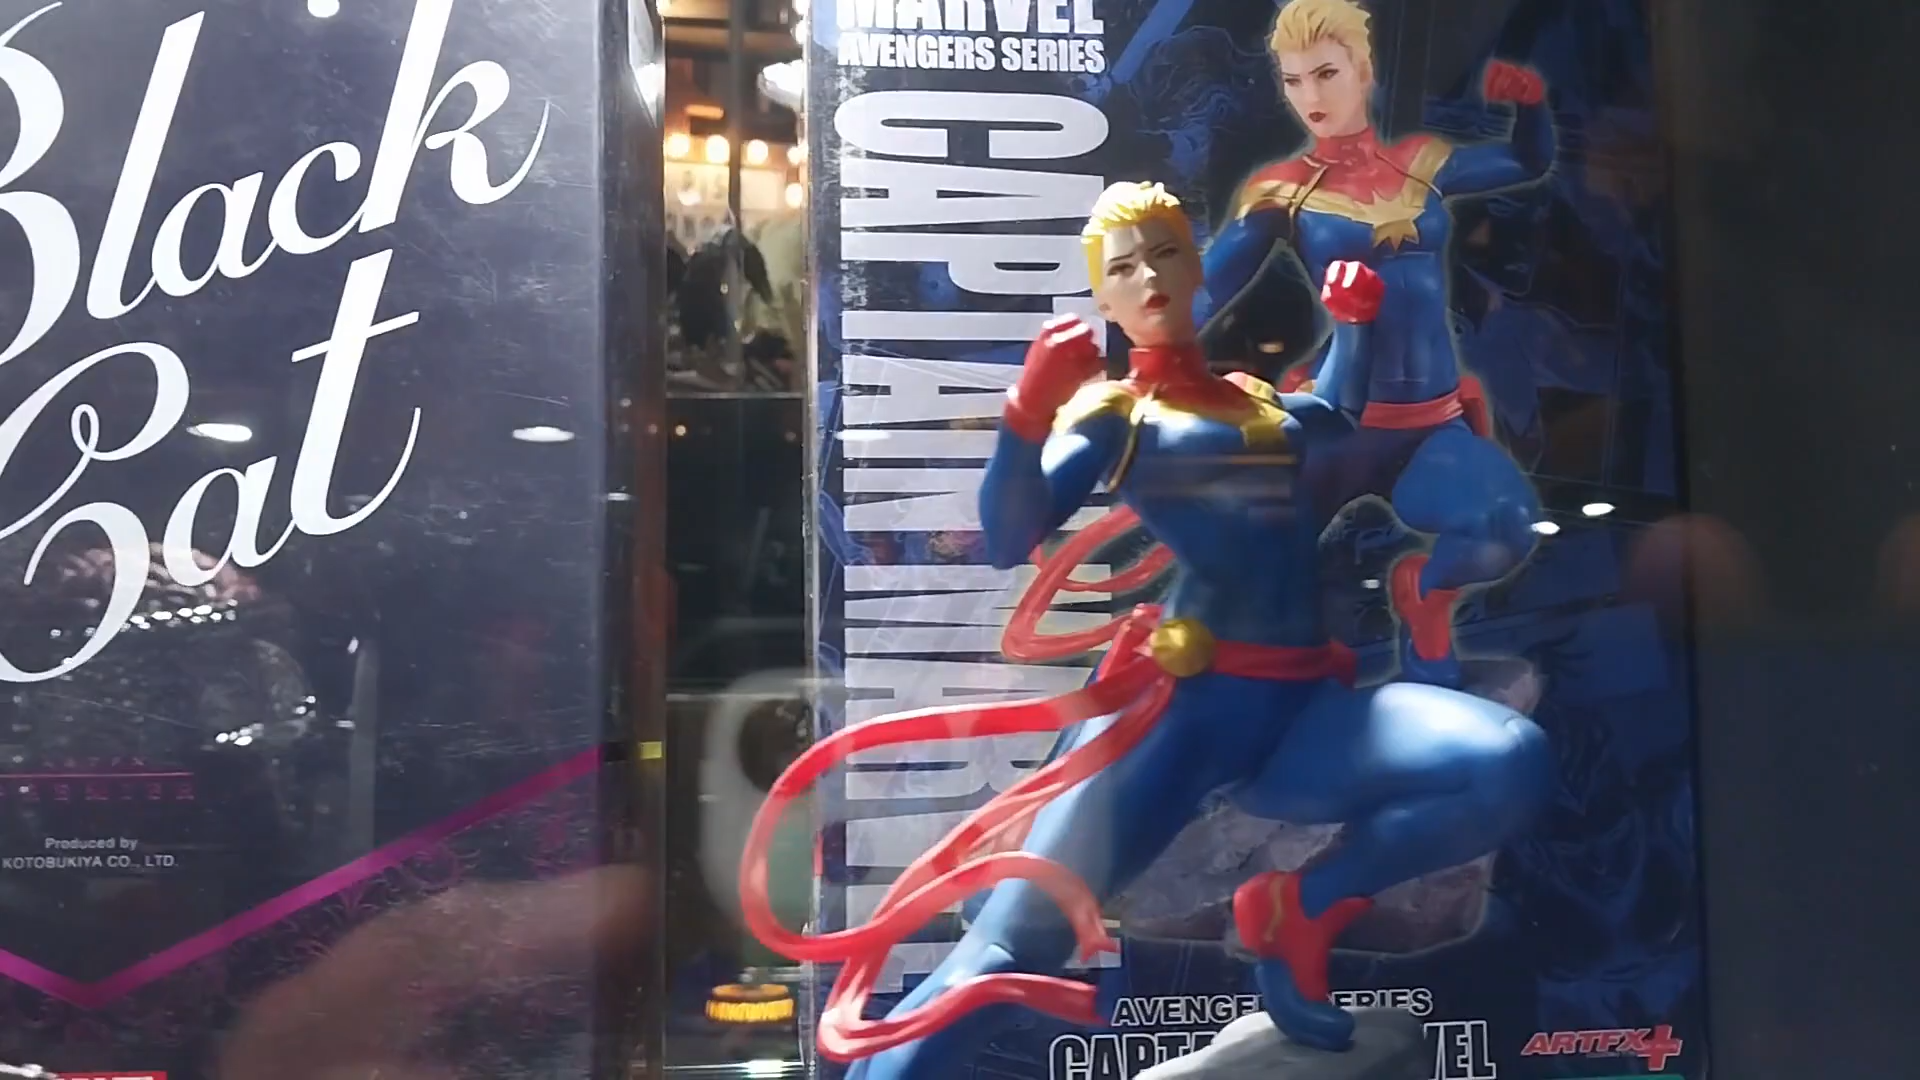 Black
Cat
Produced by
KOTOBUKIYA CO., LTD.
MARVEL
AVENGERS SERIES
CAPTAIN MARVEL
ARTFX+